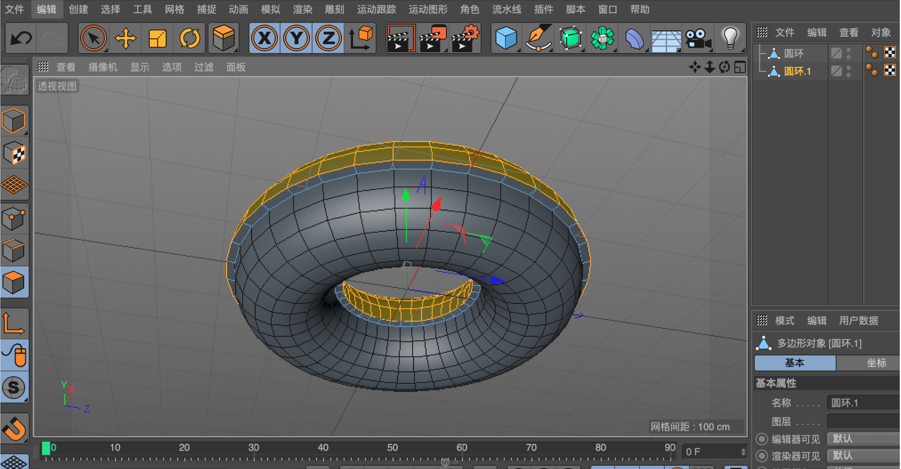 文件 编辑 创建 选择 工具 网格 捕捉 动画 模拟 渲染 雕刻 运动跟踪 运动图形 角色 流水线 插件 脚本 窗口 帮助
X Y Z
文件 编辑 查看 对象
圆环
圆环.1
查看 摄像机 显示 选项 过滤 面板
透视视图
S
Y
X
Z
网格间距 : 100 cm
模式 编辑 用户数据
多边形对象 [圆环.1]
基本 坐标
基本属性
名称 圆环.1
图层
编辑器可见 默认
渲染器可见 默认
0 10 20 30 40 50 60 70 80 90 0 F